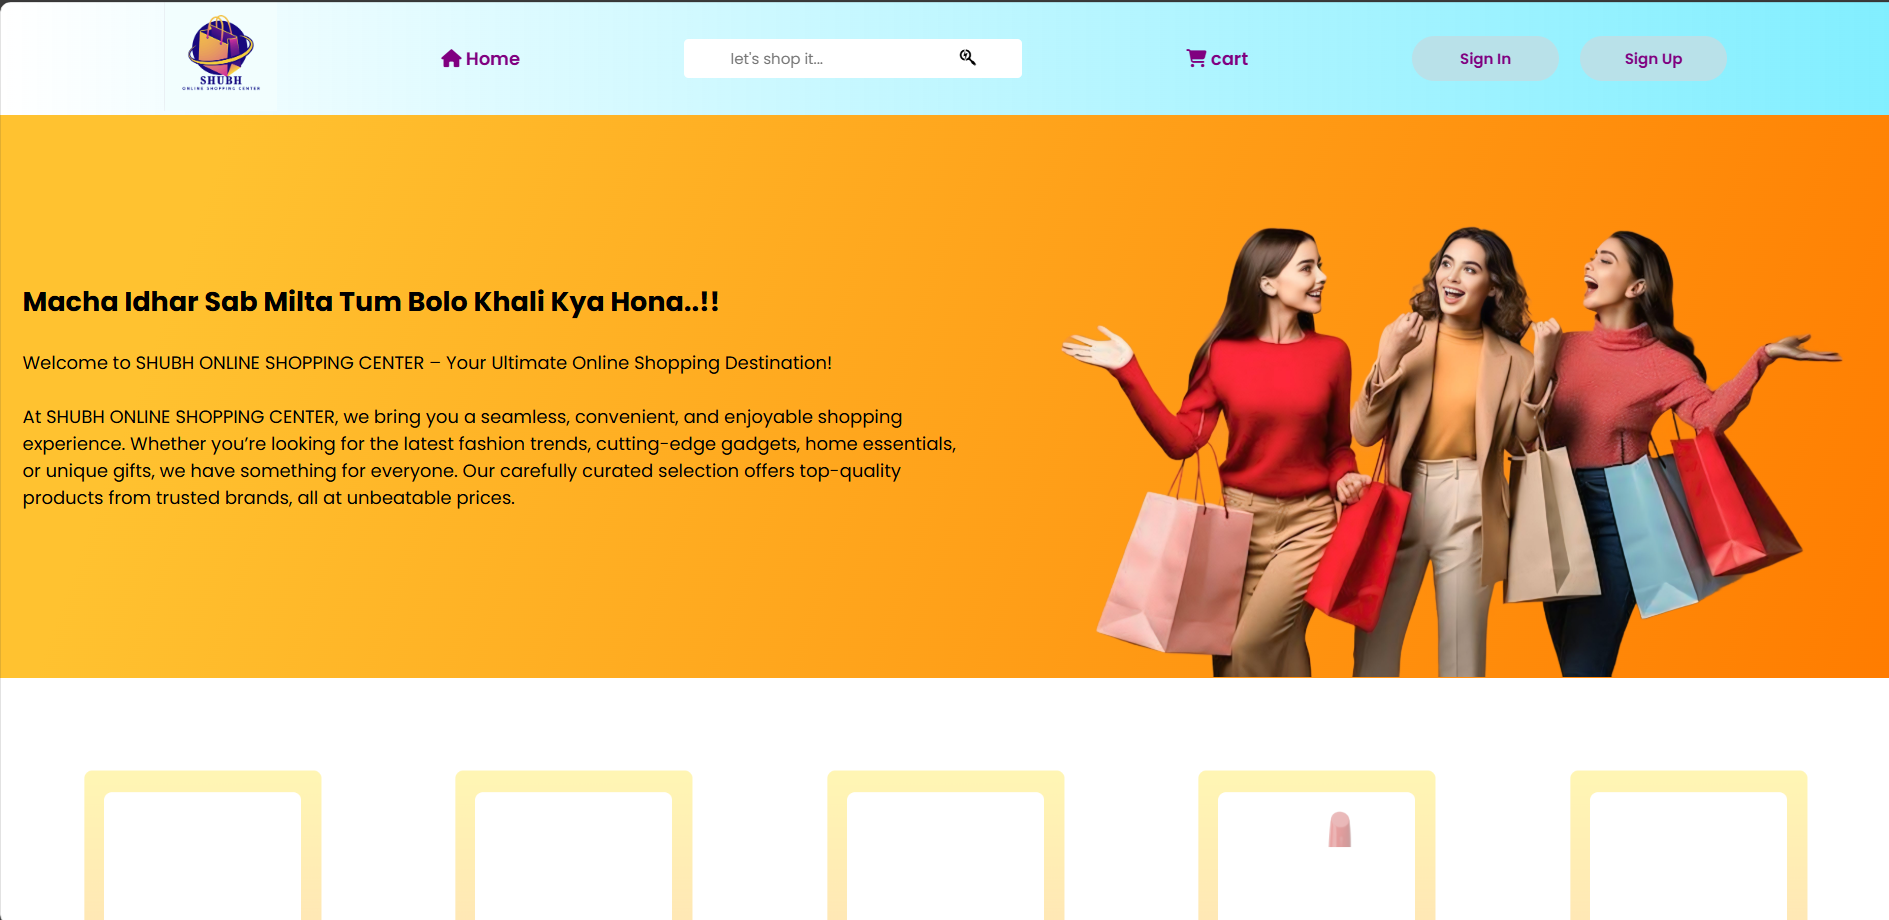 SHUBH
ONLINE SHOPPING CENTER
Home
let's shop it...
cart
Sign In
Sign Up
Macha Idhar Sab Milta Tum Bolo Khali Kya Hona..!!
Welcome to SHUBH ONLINE SHOPPING CENTER – Your Ultimate Online Shopping Destination!
At SHUBH ONLINE SHOPPING CENTER, we bring you a seamless, convenient, and enjoyable shopping
experience. Whether you’re looking for the latest fashion trends, cutting-edge gadgets, home essentials,
or unique gifts, we have something for everyone. Our carefully curated selection offers top-quality
products from trusted brands, all at unbeatable prices.